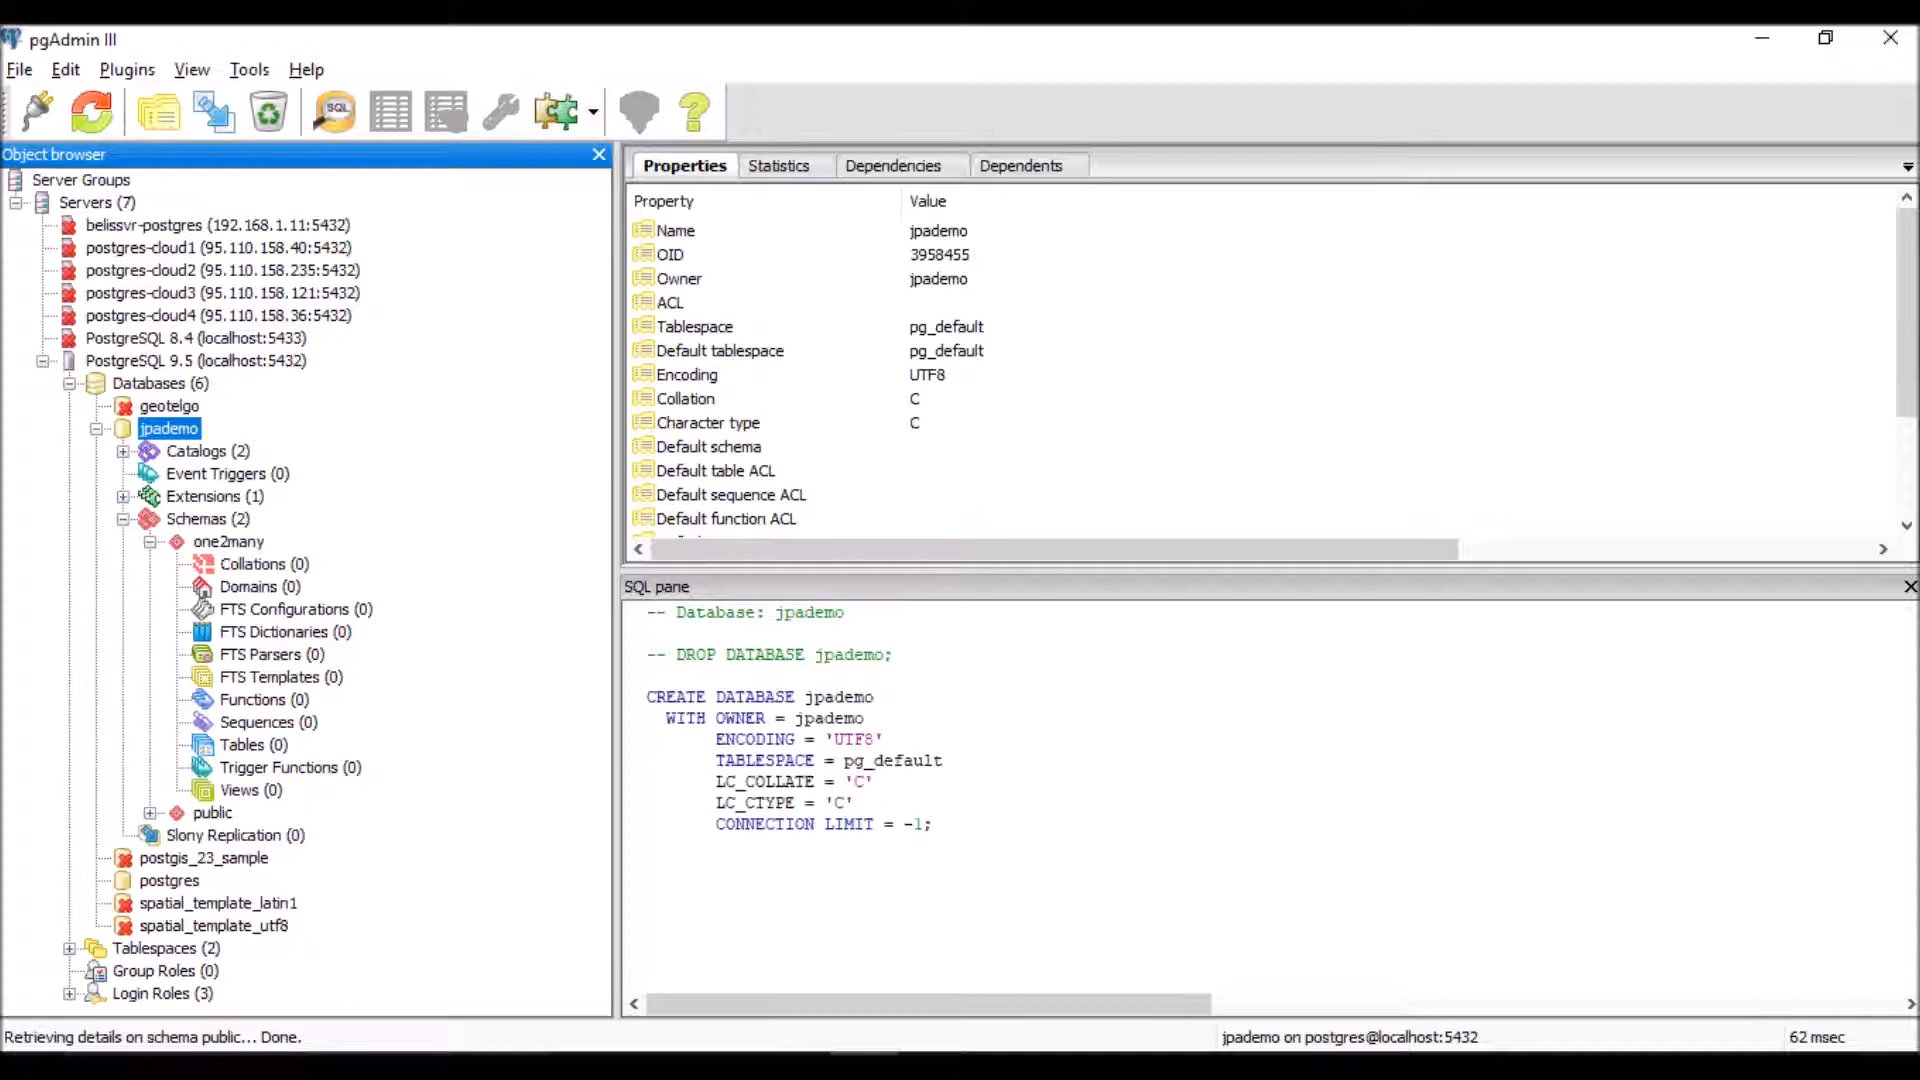 pgAdmin III
File Edit Plugins View Tools Help
SQL
Object browser
Server Groups
Servers (7)
belissvr-postgres (192.168.1.11:5432)
postgres-cloud1 (95.110.158.40:5432)
postgres-cloud2 (95.110.158.235:5432)
postgres-cloud3 (95.110.158.121:5432)
postgres-cloud4 (95.110.158.36:5432)
PostgreSQL 8.4 (localhost:5433)
PostgreSQL 9.5 (localhost:5432)
Databases (6)
geotelgo
jpademo
Catalogs (2)
Event Triggers (0)
Extensions (1)
Schemas (2)
one2many
Collations (0)
Domains (0)
FTS Configurations (0)
FTS Dictionaries (0)
FTS Parsers (0)
FTS Templates (0)
Functions (0)
Sequences (0)
Tables (0)
Trigger Functions (0)
Views (0)
public
Slony Replication (0)
postgis_23_sample
postgres
spatial_template_latin1
spatial_template_utf8
Tablespaces (2)
Group Roles (0)
Login Roles (3)
Properties Statistics Dependencies Dependents
Property Value
Name jpademo
OID 3958455
Owner jpademo
ACL
Tablespace pg_default
Default tablespace pg_default
Encoding UTF8
Collation C
Character type C
Default schema
Default table ACL
Default sequence ACL
Default function ACL
SQL pane
-- Database: jpademo
-- DROP DATABASE jpademo;
CREATE DATABASE jpademo
WITH OWNER = jpademo
ENCODING = 'UTF8'
TABLESPACE = pg_default
LC_COLLATE = 'C'
LC_CTYPE = 'C'
CONNECTION LIMIT = -1;
Retrieving details on schema public... Done. jpademo on postgres@localhost:5432 62 msec